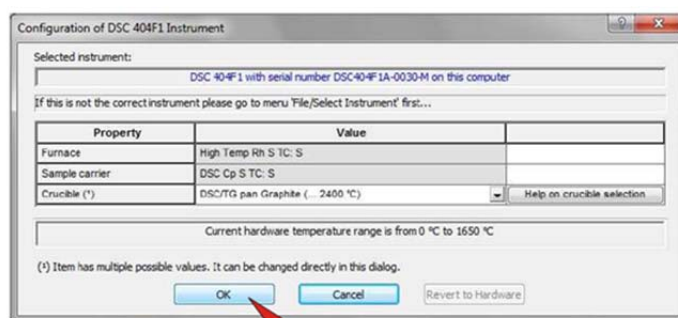 Configuration of DSC 404F1 Instrument
Selected instrument:
DSC 404F1 with serial number DSC404F1A-0030-M on this computer
If this is not the correct instrument please go to menu 'File/Select Instrument' first...
Property Value
Furnace High Temp Rh S TC: S
Sample carrier DSC Cp S TC: S
Crucible (¹) DSC/TG pan Graphite (... 2400 °C) Help on crucible selection
Current hardware temperature range is from 0 °C to 1650 °C
(¹) Item has multiple possible values. It can be changed directly in this dialog.
OK Cancel Revert to Hardware